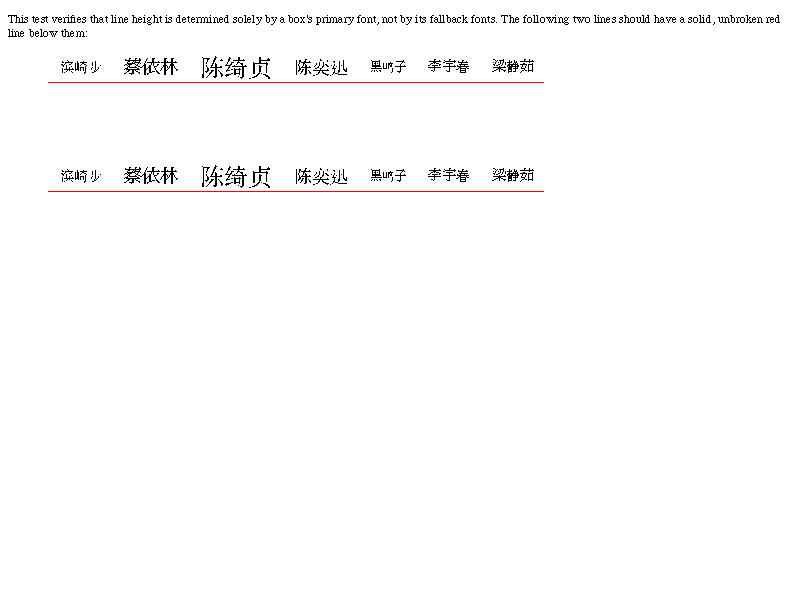 This test verifies that line height is determined solely by a box's primary font, not by its fallback fonts. The following two lines should have a solid, unbroken red
line below them:
滨崎步 蔡依林 陈绮贞 陈奕迅 黑鸭子 李宇春 梁静茹
滨崎步 蔡依林 陈绮贞 陈奕迅 黑鸭子 李宇春 梁静茹